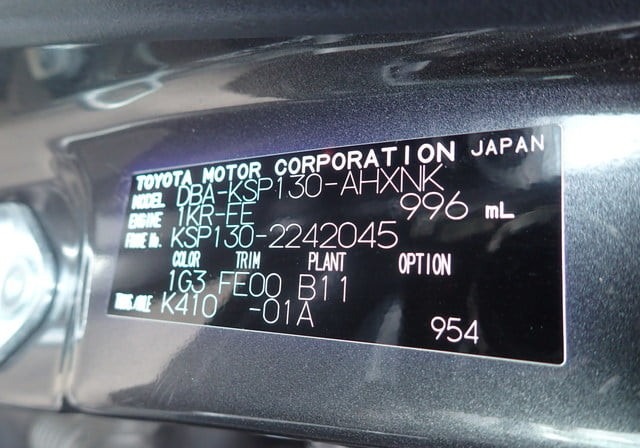 TOYOTA MOTOR CORPORATION JAPAN
MODEL DBA-KSP130-AHXNK
ENGINE 1KR-FE 996 mL
FRAME No. KSP130-2242045
COLOR TRIM PLANT OPTION
1G3 FE00 B11
TRANS/AXLE K410 -01A
954